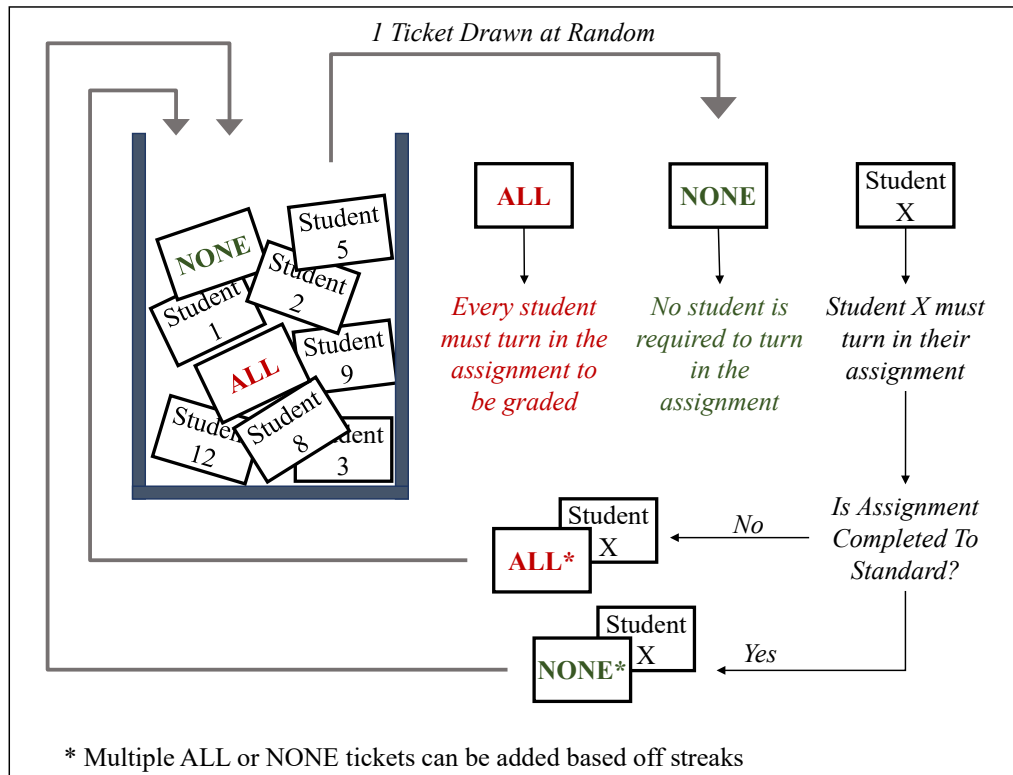 1 Ticket Drawn at Random
NONE
Student
5
Student
2
Student
1
ALL
Student
9
Student
12
Student
8
Student
3
ALL
Every student
must turn in the
assignment to
be graded
NONE
No student is
required to turn
in the
assignment
Student
X
Student X must
turn in their
assignment
Is Assignment
Completed To
Standard?
No
Student
X
ALL*
Yes
Student
X
NONE*
* Multiple ALL or NONE tickets can be added based off streaks